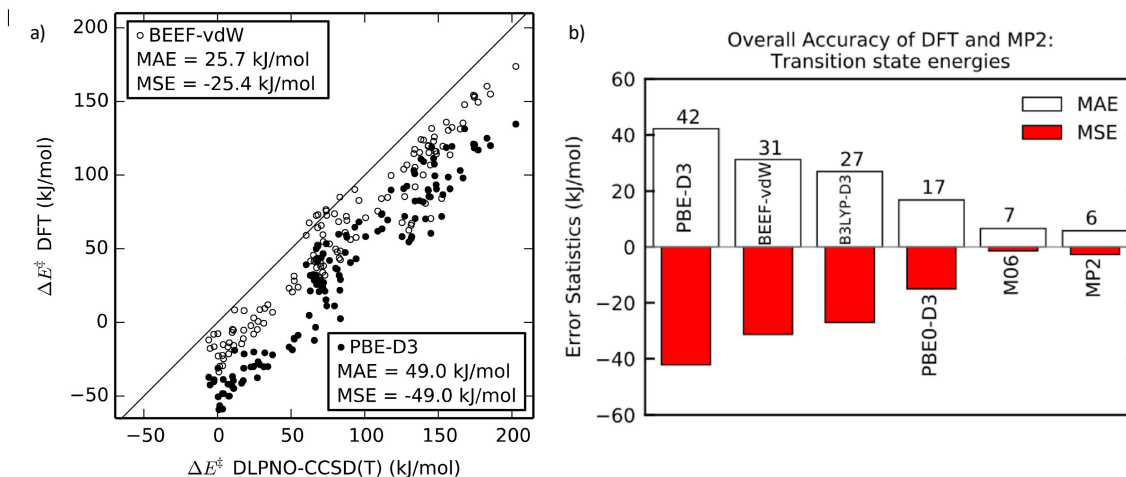 a)
200
150
100
50
0
−50
−50 0 50 100 150 200
ΔE‡ DFT (kJ/mol)
ΔE‡ DLPNO-CCSD(T) (kJ/mol)
BEEF-vdW
MAE = 25.7 kJ/mol
MSE = -25.4 kJ/mol
PBE-D3
MAE = 49.0 kJ/mol
MSE = -49.0 kJ/mol
b)
Overall Accuracy of DFT and MP2:
Transition state energies
Error Statistics (kJ/mol)
60
40
20
0
−20
−40
−60
MAE
MSE
42
31
27
17
7
6
PBE-D3
BEEF-vdW
B3LYP-D3
PBE0-D3
M06
MP2